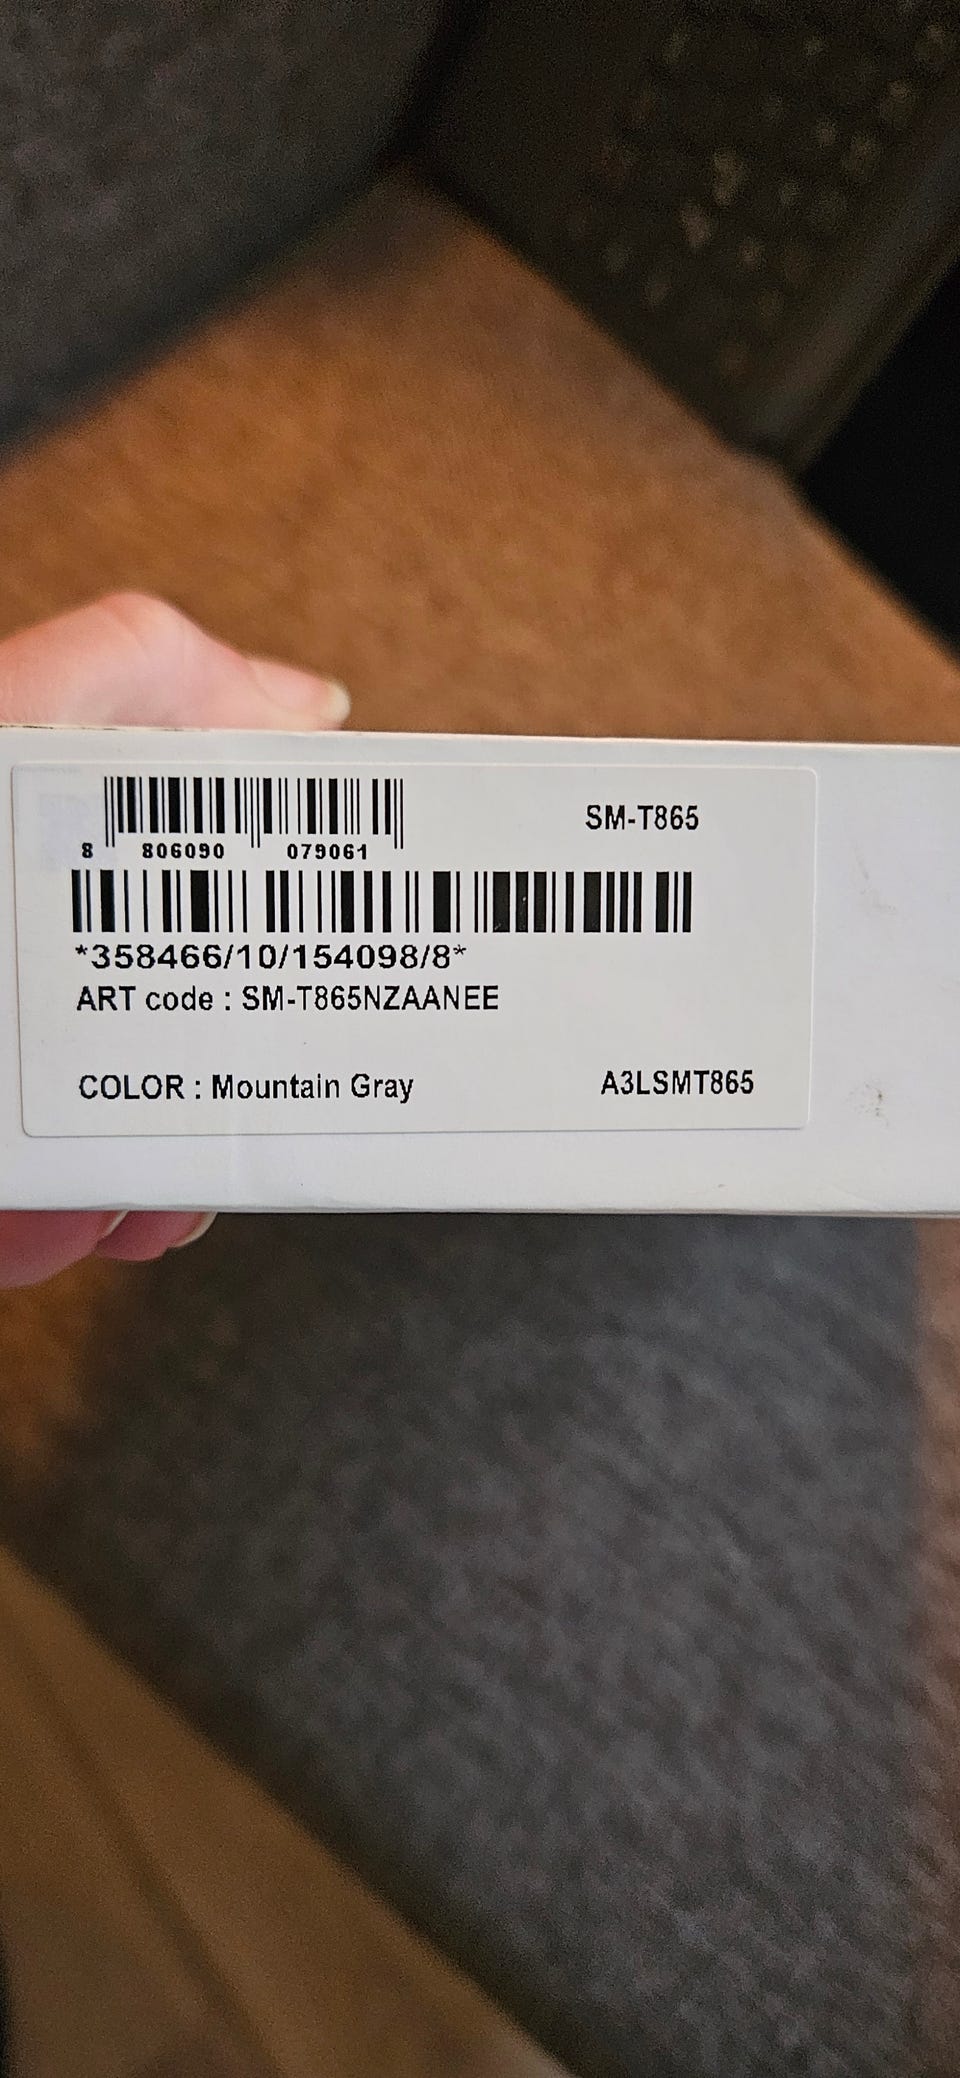 SM-T865
8 806090 079061
*358466/10/154098/8*
ART code : SM-T865NZAANEE
COLOR : Mountain Gray
A3LSMT865